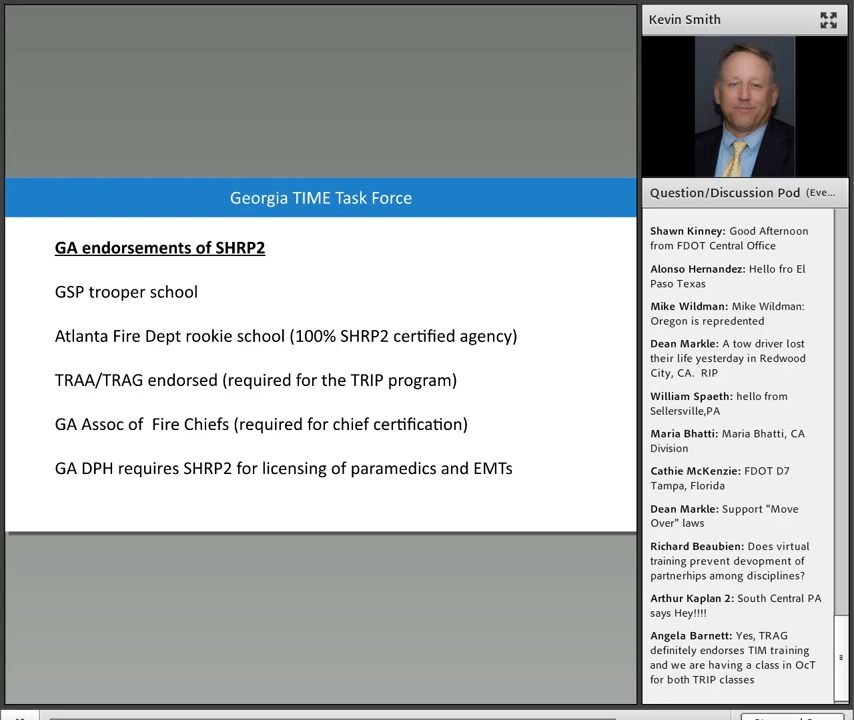 Kevin Smith
Georgia TIME Task Force
GA endorsements of SHRP2
GSP trooper school
Atlanta Fire Dept rookie school (100% SHRP2 certified agency)
TRAA/TRAG endorsed (required for the TRIP program)
GA Assoc of  Fire Chiefs (required for chief certification)
GA DPH requires SHRP2 for licensing of paramedics and EMTs
Question/Discussion Pod (Eve...
Shawn Kinney: Good Afternoon
from FDOT Central Office
Alonso Hernandez: Hello fro El
Paso Texas
Mike Wildman: Mike Wildman:
Oregon is repredented
Dean Markle: A tow driver lost
their life yesterday in Redwood
City, CA.  RIP
William Spaeth: hello from
Sellersville,PA
Maria Bhatti: Maria Bhatti, CA
Division
Cathie McKenzie: FDOT D7
Tampa, Florida
Dean Markle: Support "Move
Over" laws
Richard Beaubien: Does virtual
training prevent devopment of
partnerhips among disciplines?
Arthur Kaplan 2: South Central PA
says Hey!!!!
Angela Barnett: Yes, TRAG
definitely endorses TIM training
and we are having a class in OcT
for both TRIP classes